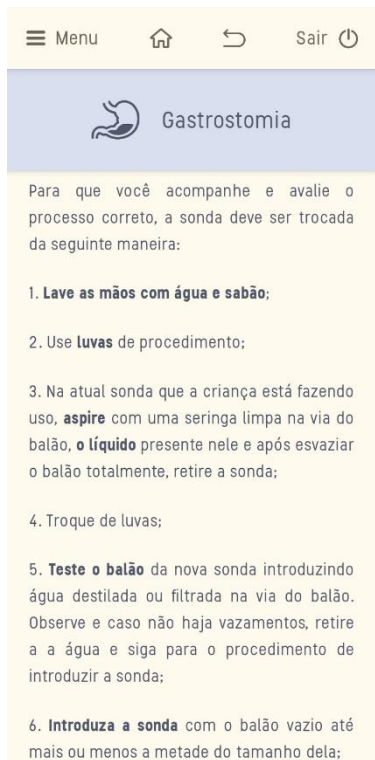 Menu
Sair
Gastrostomia
Para que você acompanhe e avalie o
processo correto, a sonda deve ser trocada
da seguinte maneira:
1. Lave as mãos com água e sabão;
2. Use luvas de procedimento;
3. Na atual sonda que a criança está fazendo
uso, aspire com uma seringa limpa na via do
balão, o líquido presente nele e após esvaziar
o balão totalmente, retire a sonda;
4. Troque de luvas;
5. Teste o balão da nova sonda introduzindo
água destilada ou filtrada na via do balão.
Observe e caso não haja vazamentos, retire
a a água e siga para o procedimento de
introduzir a sonda;
6. Introduza a sonda com o balão vazio até
mais ou menos a metade do tamanho dela;